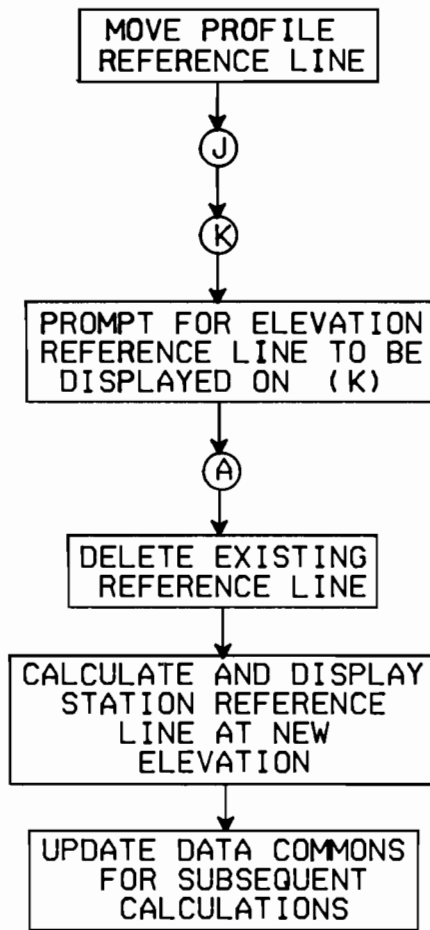 MOVE PROFILE
REFERENCE LINE
J
K
PROMPT FOR ELEVATION
REFERENCE LINE TO BE
DISPLAYED ON (K)
A
DELETE EXISTING
REFERENCE LINE
CALCULATE AND DISPLAY
STATION REFERENCE
LINE AT NEW
ELEVATION
UPDATE DATA COMMONS
FOR SUBSEQUENT
CALCULATIONS